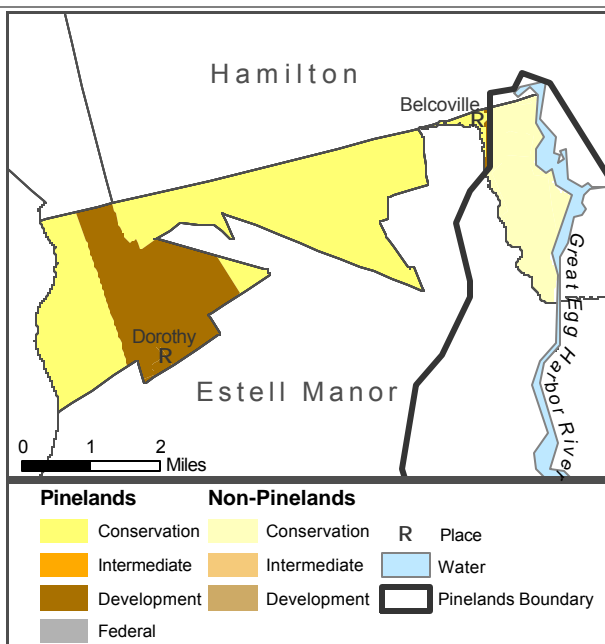 Hamilton
Belcoville
R
Dorothy
R
Estell Manor
Great Egg Harbor River
0 1 2
Miles
Pinelands Non-Pinelands
Conservation Conservation R Place
Intermediate Intermediate Water
Development Development Pinelands Boundary
Federal